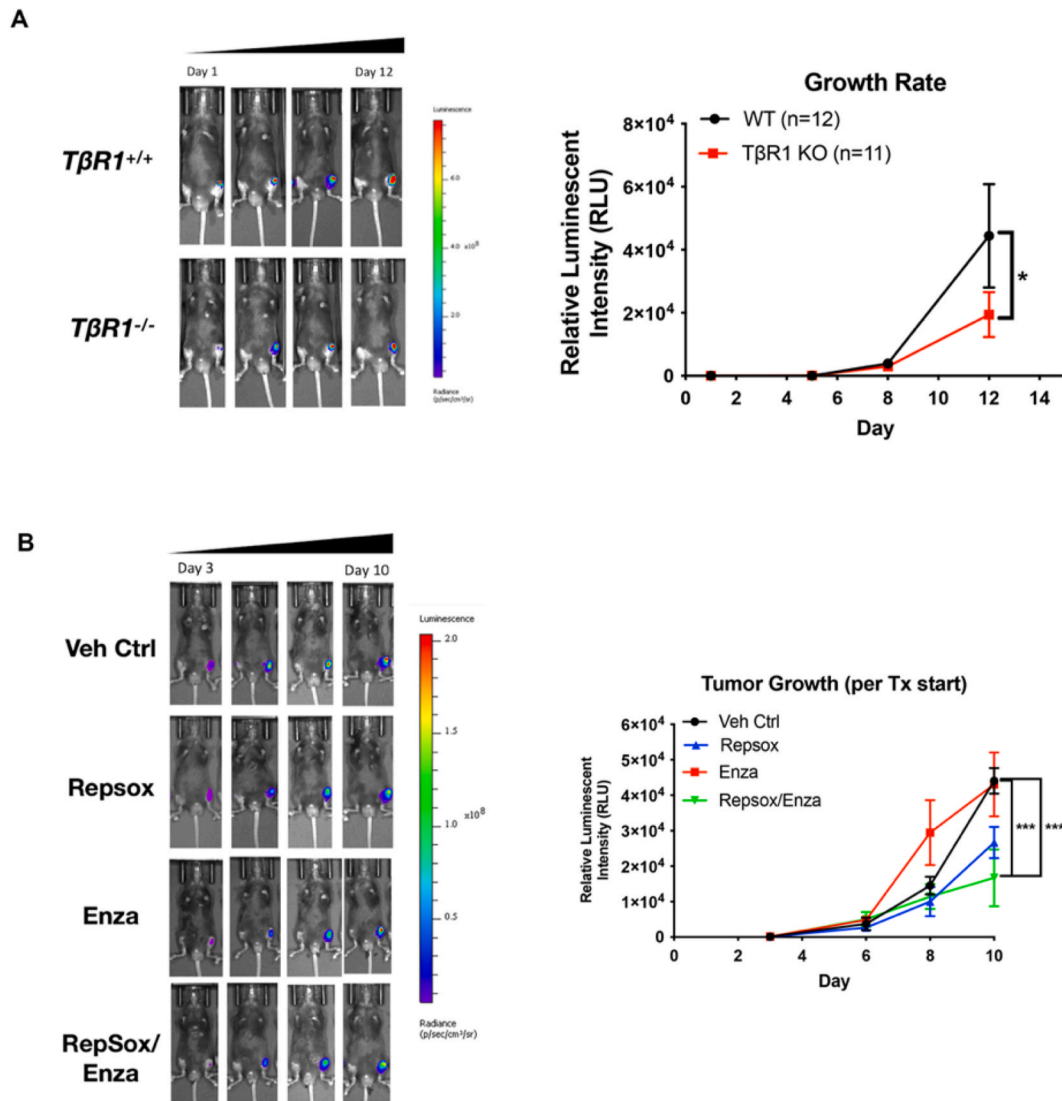 A
Day 1
Day 12
TβR1+/+
TβR1-/-
Luminescence
6.0
4.0
x10⁸
2.0
Radiance
(p/sec/cm²/sr)
Growth Rate
WT (n=12)
TβR1 KO (n=11)
Relative Luminescent
Intensity (RLU)
8×10⁴
6×10⁴
4×10⁴
2×10⁴
0
*
0 2 4 6 8 10 12 14
Day
B
Day 3
Day 10
Veh Ctrl
Repsox
Enza
RepSox/
Enza
Luminescence
2.0
1.5
x10⁸
1.0
0.5
Radiance
(p/sec/cm²/sr)
Tumor Growth (per Tx start)
Veh Ctrl
Repsox
Enza
Repsox/Enza
Relative Luminescent
Intensity (RLU)
6×10⁴
5×10⁴
4×10⁴
3×10⁴
2×10⁴
1×10⁴
0
*** ***
0 2 4 6 8 10
Day